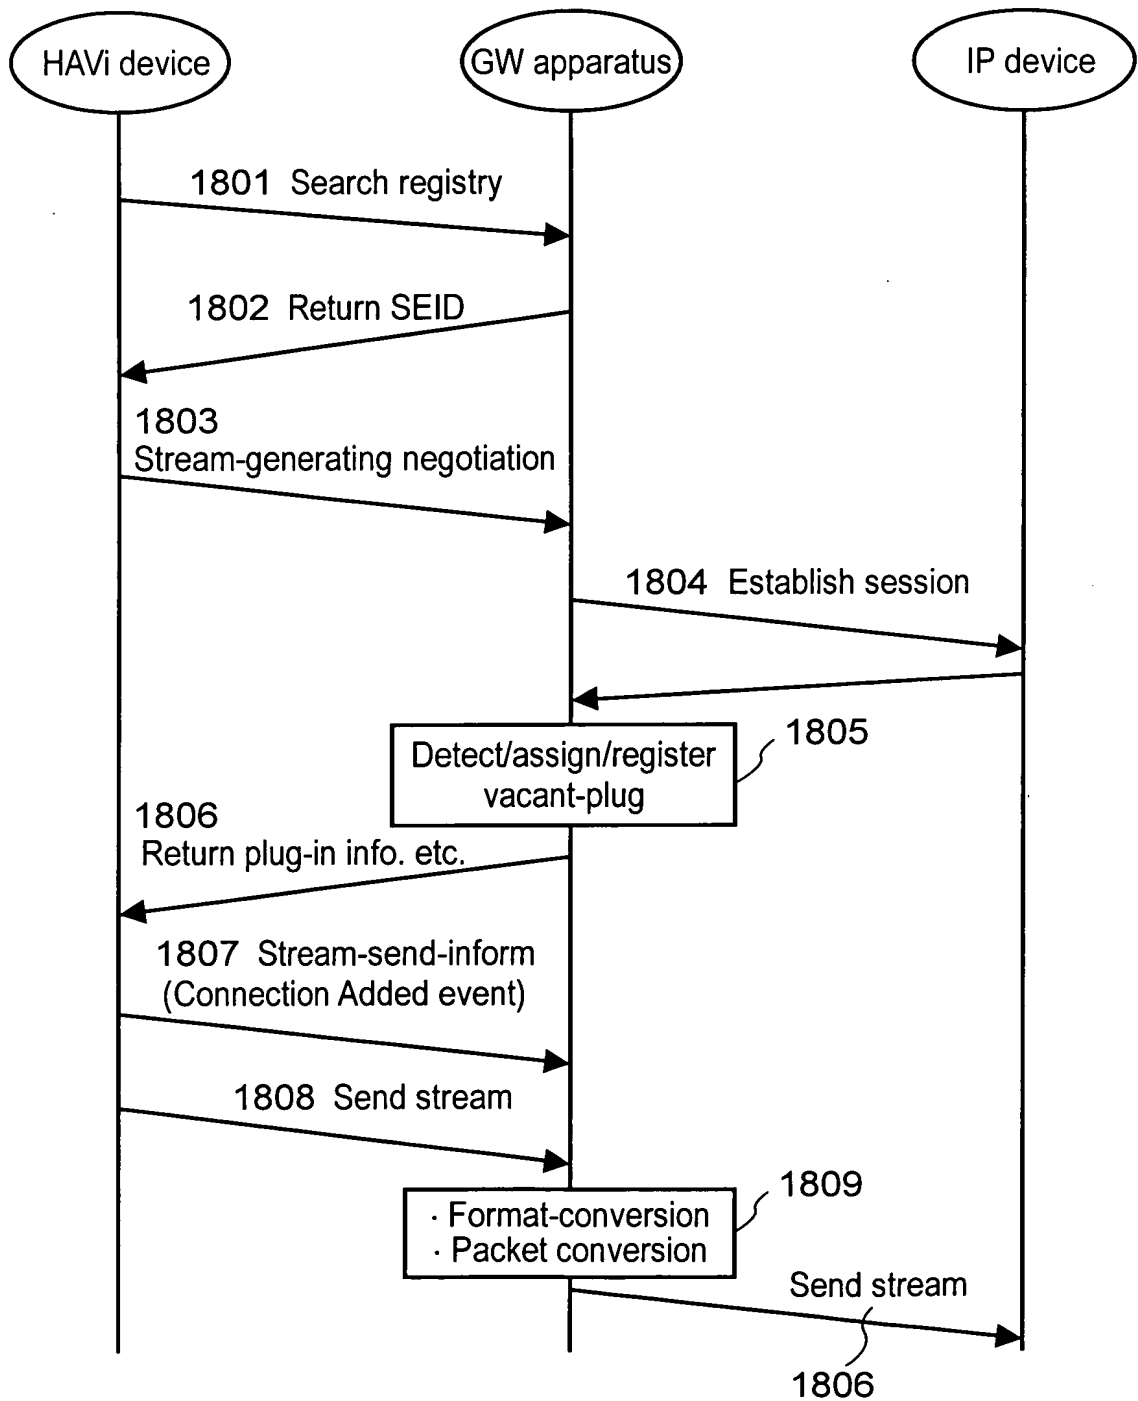 HAVi device
GW apparatus
IP device
1801 Search registry
1802 Return SEID
1803
Stream-generating negotiation
1804 Establish session
1805
Detect/assign/register
vacant-plug
1806
Return plug-in info. etc.
1807 Stream-send-inform
(Connection Added event)
1808 Send stream
1809
· Format-conversion
· Packet conversion
Send stream
1806